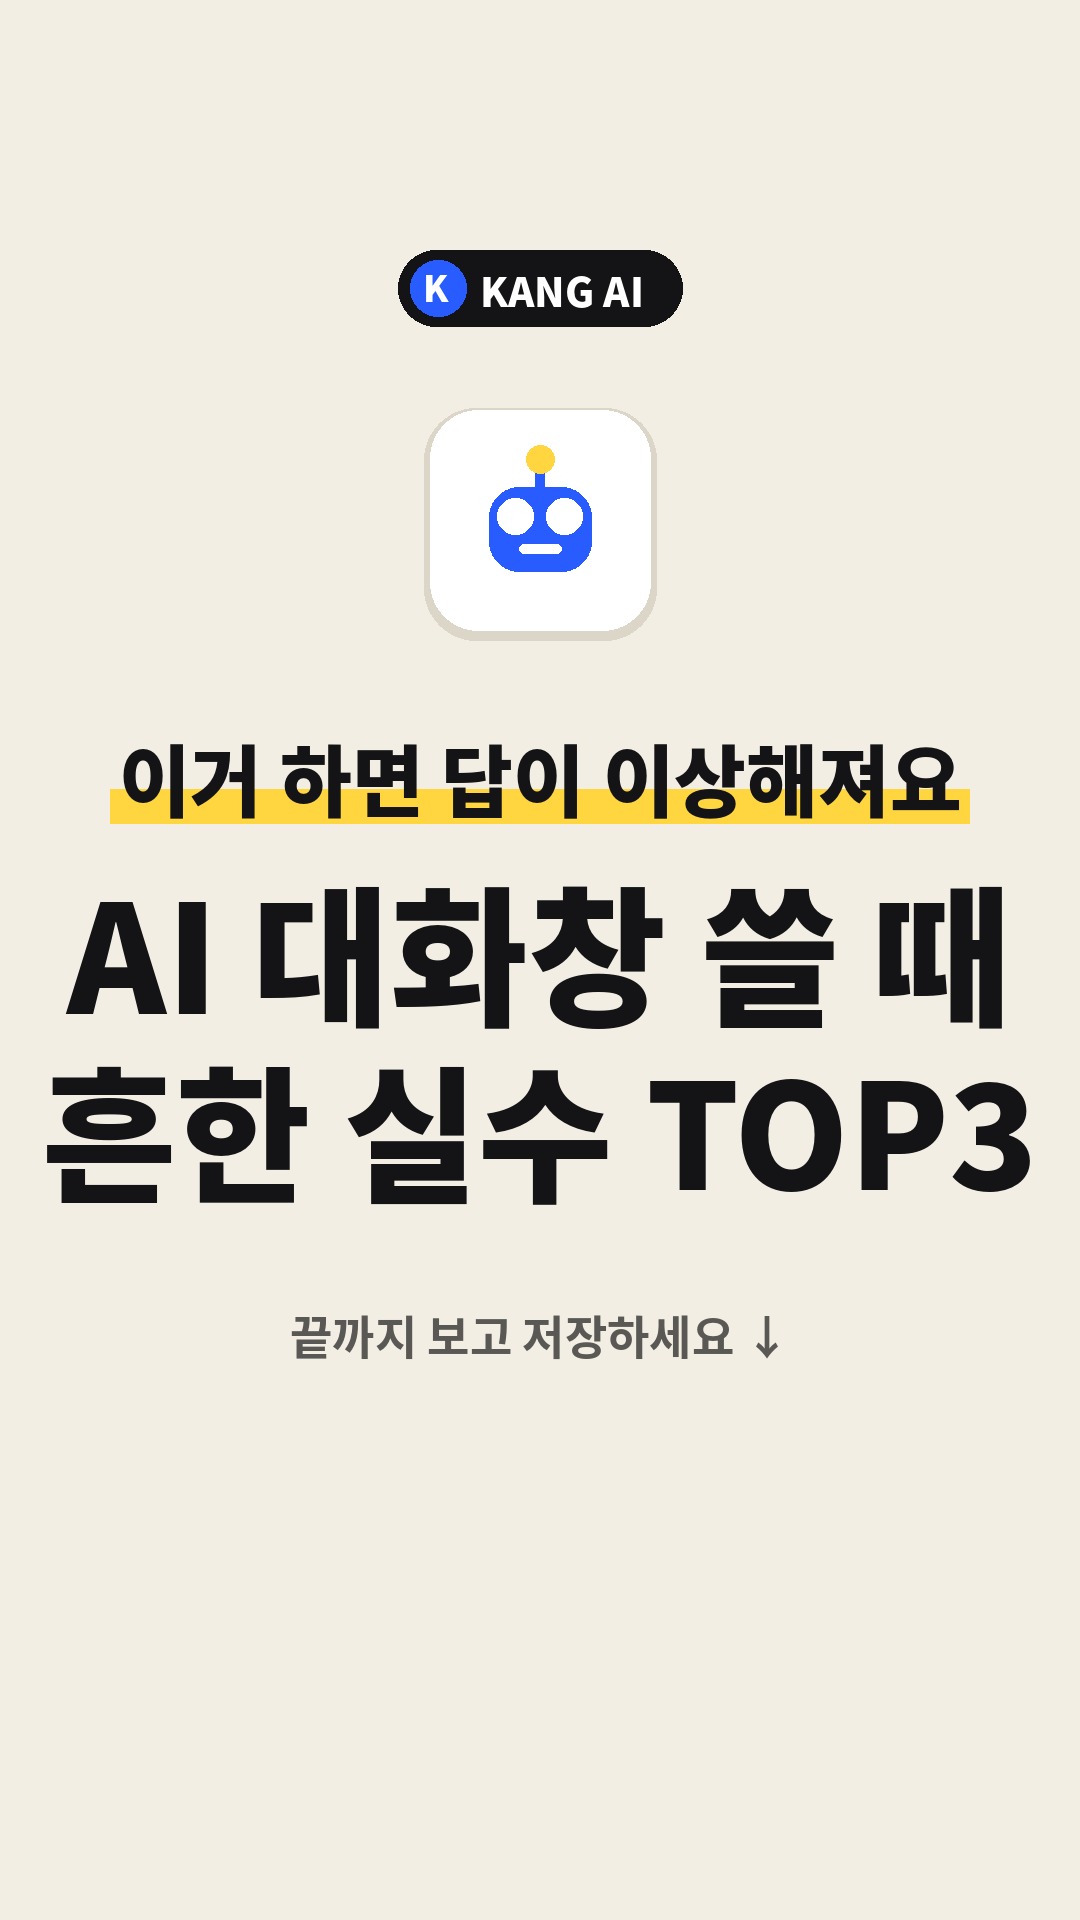 K KANG AI
이거 하면 답이 이상해져요
AI 대화창 쓸 때
흔한 실수 TOP3
끝까지 보고 저장하세요 ↓